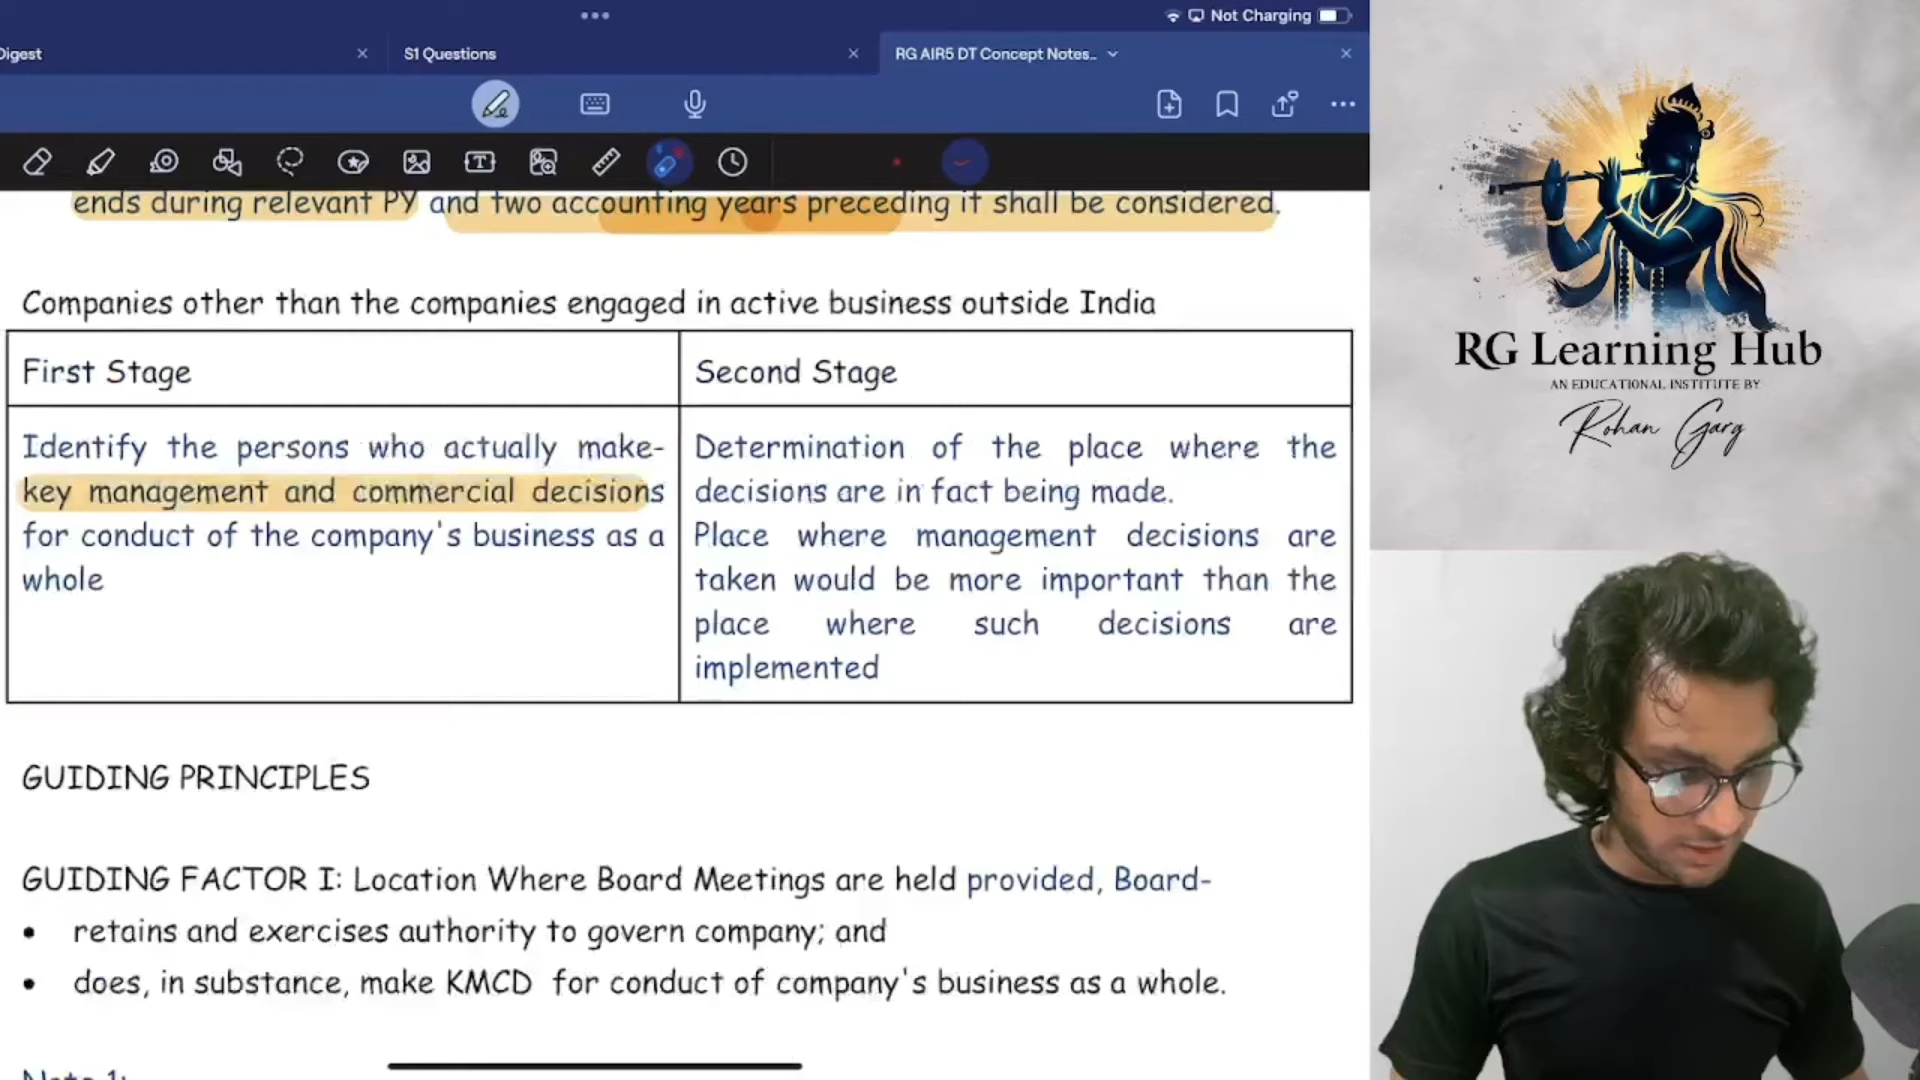 Not Charging
Digest
S1 Questions
RG AIR5 DT Concept Notes..
ends during relevant PY and two accounting years preceding it shall be considered.
Companies other than the companies engaged in active business outside India
First Stage
Second Stage
Identify the persons who actually make-
key management and commercial decisions
for conduct of the company's business as a
whole
Determination of the place where the
decisions are in fact being made.
Place where management decisions are
taken would be more important than the
place where such decisions are
implemented
GUIDING PRINCIPLES
GUIDING FACTOR I: Location Where Board Meetings are held provided, Board-
• retains and exercises authority to govern company; and
• does, in substance, make KMCD for conduct of company's business as a whole.
Note 1:
RG Learning Hub
AN EDUCATIONAL INSTITUTE BY
Rohan Garg